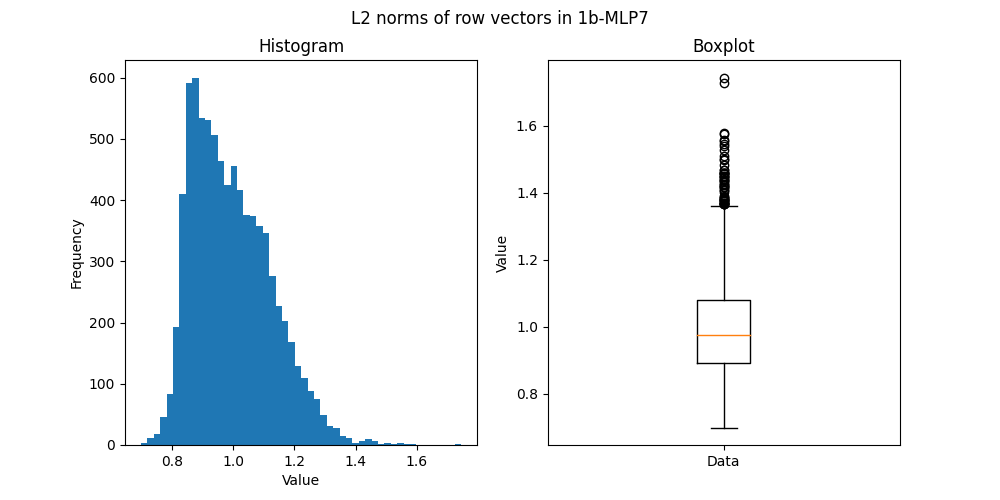 L2 norms of row vectors in 1b-MLP7
Histogram
Frequency
600
500
400
300
200
100
0
0.8 1.0 1.2 1.4 1.6
Value
Boxplot
Value
1.6
1.4
1.2
1.0
0.8
Data